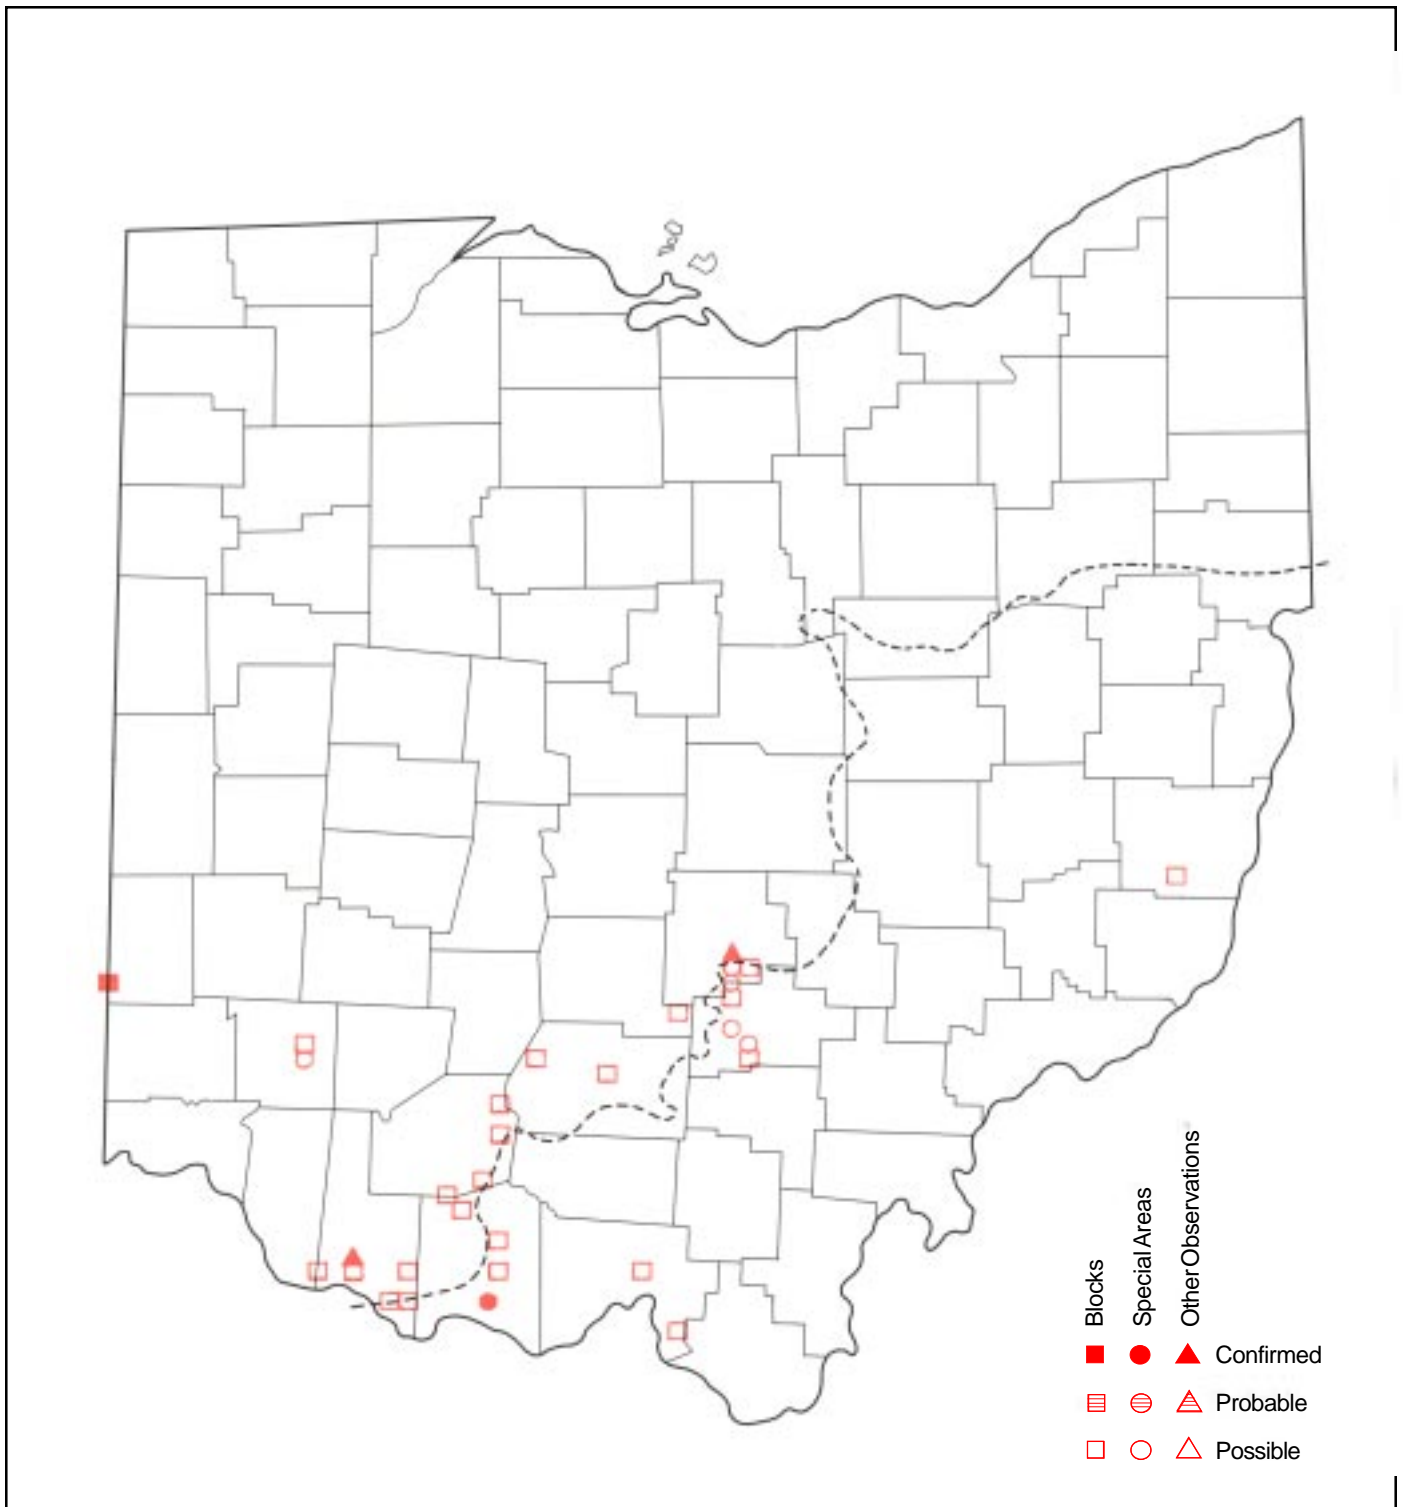 Blocks
Special Areas
Other Observations
Confirmed
Probable
Possible